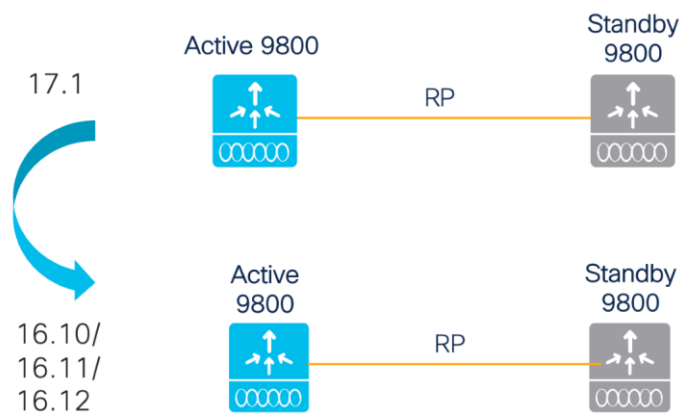 Active 9800
Standby
9800
17.1
RP
Active
9800
Standby
9800
RP
16.10/
16.11/
16.12